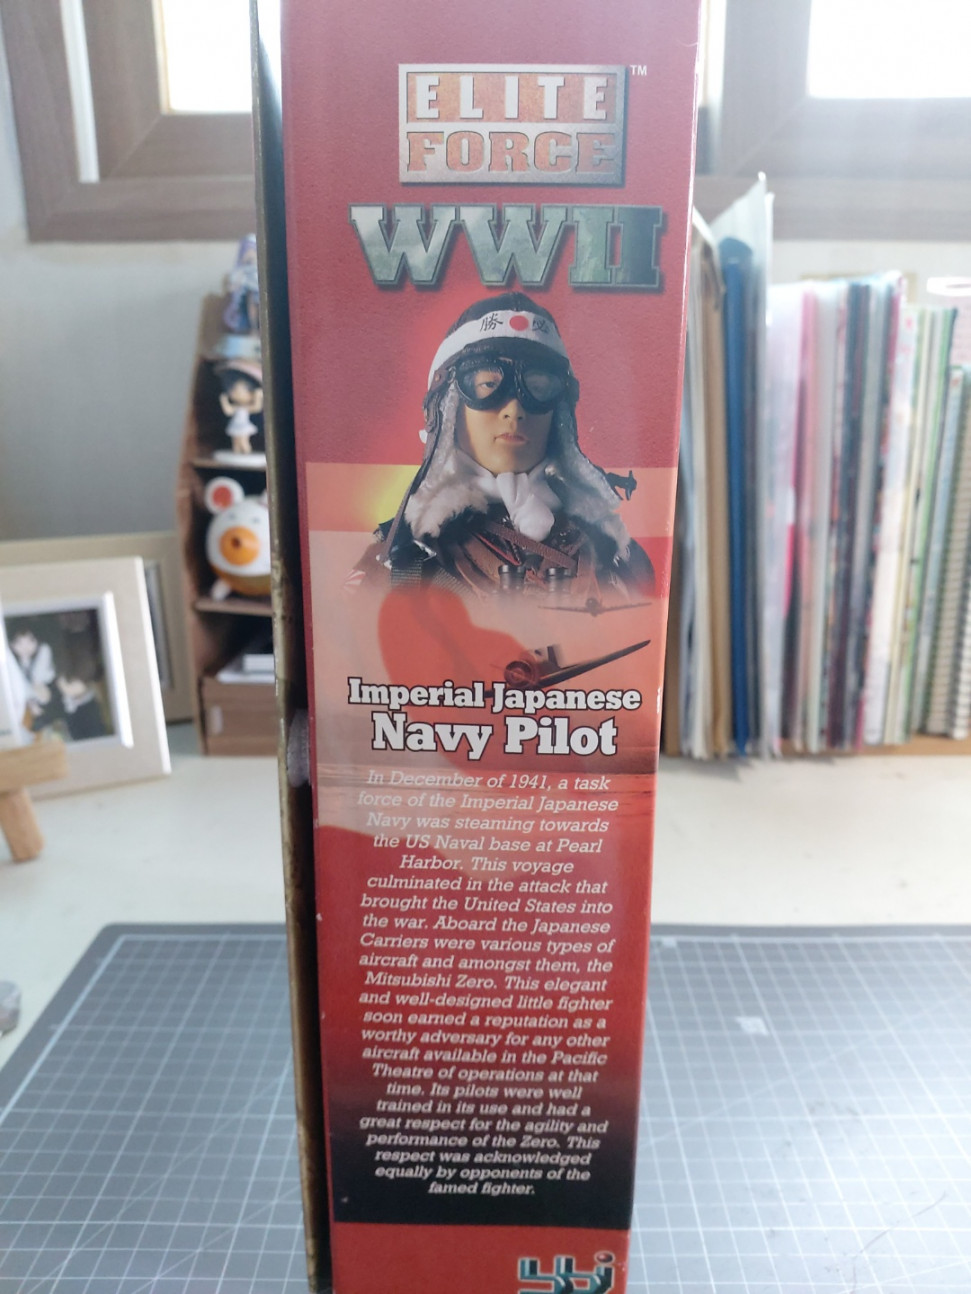 ELITE
FORCE
TM
WWII
勝 必
Imperial Japanese
Navy Pilot
In December of 1941, a task
force of the Imperial Japanese
Navy was steaming towards
the US Naval base at Pearl
Harbor. This voyage
culminated in the attack that
brought the United States into
the war. Aboard the Japanese
Carriers were various types of
aircraft and amongst them, the
Mitsubishi Zero. This elegant
and well-designed little fighter
soon earned a reputation as a
worthy adversary for any other
aircraft available in the Pacific
Theatre of operations at that
time. Its pilots were well
trained in its use and had a
great respect for the agility and
performance of the Zero. This
respect was acknowledged
equally by opponents of the
famed fighter.
bbi